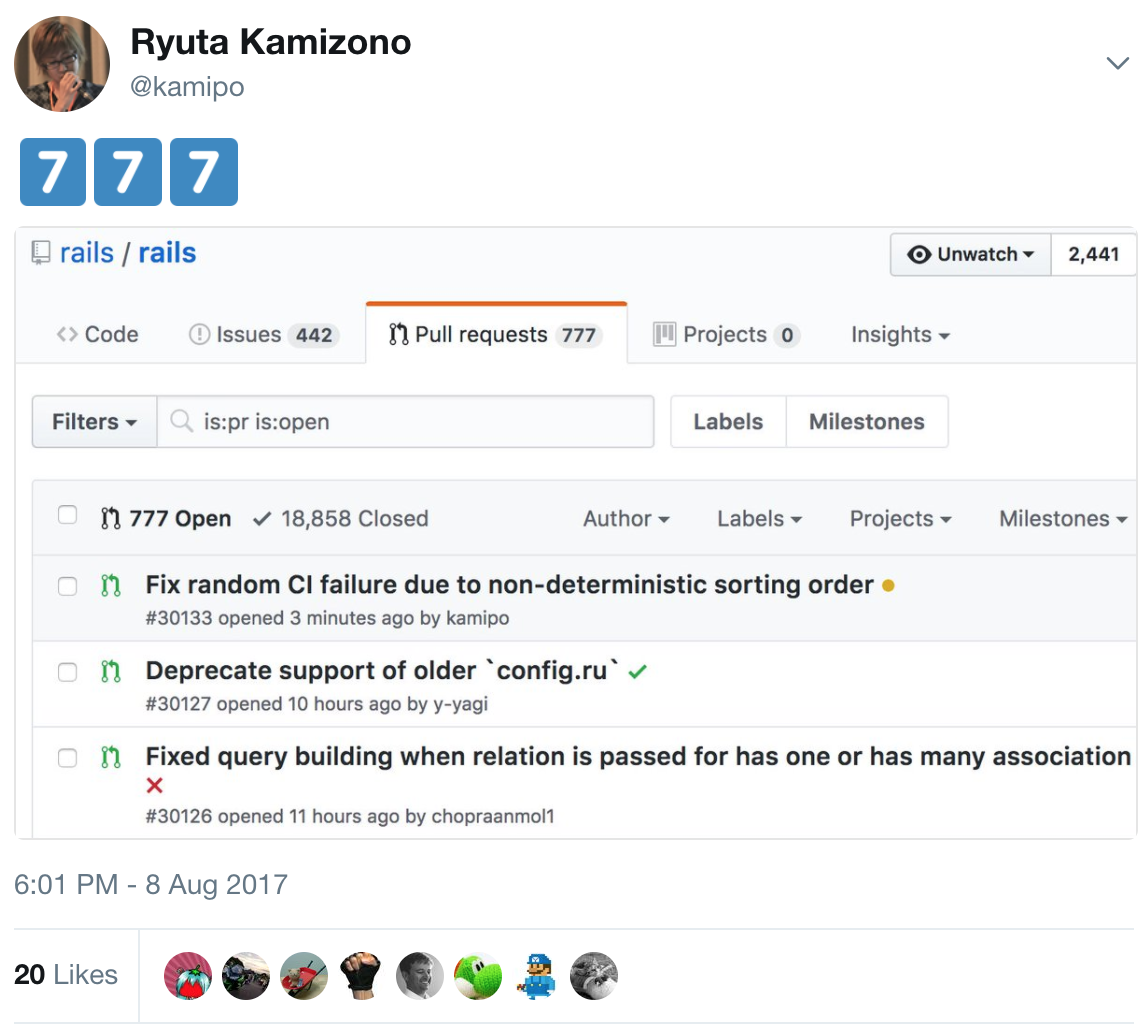 Ryuta Kamizono
@kamipo
7 7 7
rails / rails
Unwatch 2,441
Code Issues 442 Pull requests 777 Projects 0 Insights
Filters is:pr is:open Labels Milestones
777 Open 18,858 Closed Author Labels Projects Milestones
Fix random CI failure due to non-deterministic sorting order
#30133 opened 3 minutes ago by kamipo
Deprecate support of older `config.ru`
#30127 opened 10 hours ago by y-yagi
Fixed query building when relation is passed for has one or has many association
#30126 opened 11 hours ago by chopraanmol1
6:01 PM - 8 Aug 2017
20 Likes